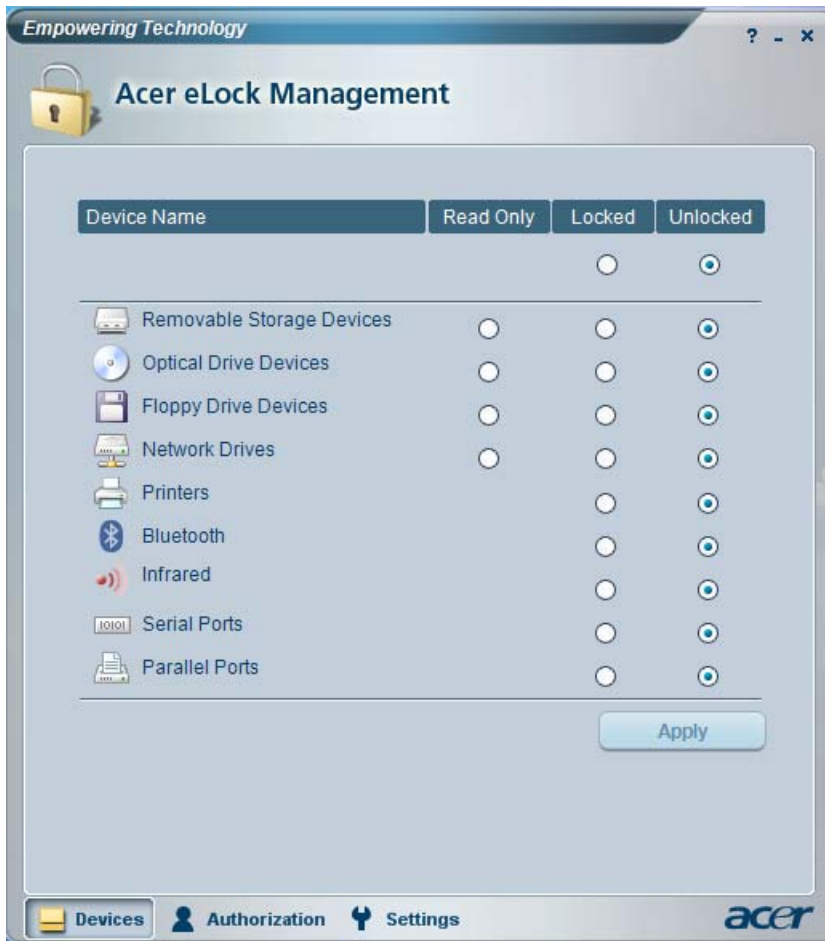 Empowering Technology
? - ×
Acer eLock Management
Device Name Read Only Locked Unlocked
Removable Storage Devices
Optical Drive Devices
Floppy Drive Devices
Network Drives
Printers
Bluetooth
Infrared
10101 Serial Ports
Parallel Ports
Apply
Devices Authorization Settings acer